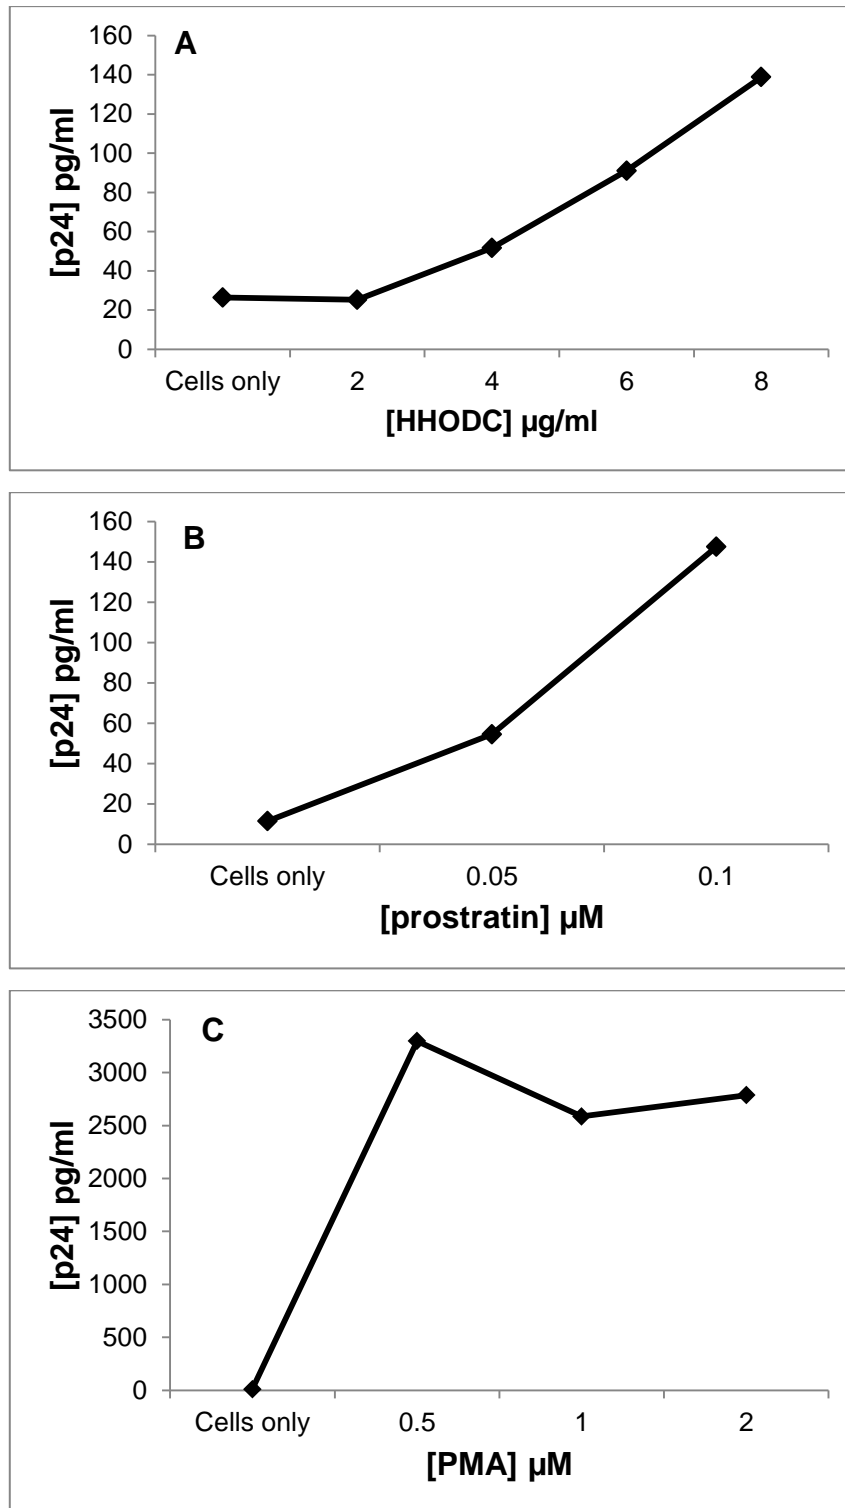 A
160
140
120
100
80
60
40
20
0
[p24] pg/ml
Cells only 2 4 6 8
[HHODC] µg/ml
B
160
140
120
100
80
60
40
20
0
[p24] pg/ml
Cells only 0.05 0.1
[prostratin] µM
C
3500
3000
2500
2000
1500
1000
500
0
[p24] pg/ml
Cells only 0.5 1 2
[PMA] µM